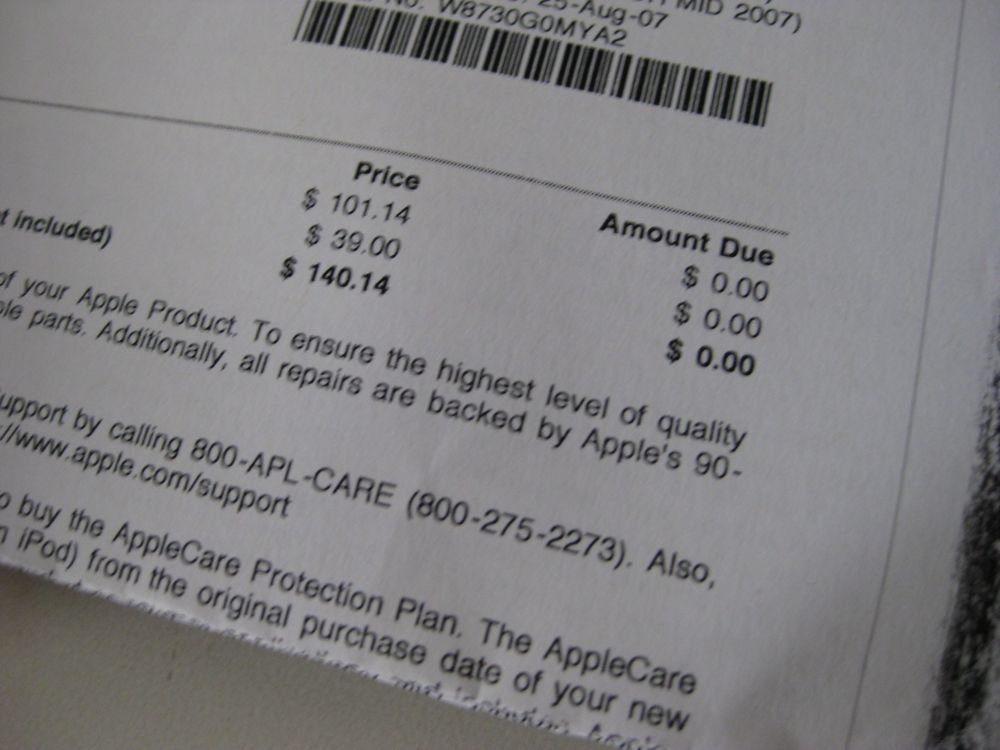 MID 2007)
25-Aug-07
No. W8730G0MYA2
Price Amount Due
$ 101.14 $ 0.00
t included) $ 39.00 $ 0.00
$ 140.14 $ 0.00
of your Apple Product. To ensure the highest level of quality
ble parts. Additionally, all repairs are backed by Apple's 90-
upport by calling 800-APL-CARE (800-275-2273). Also,
://www.apple.com/support
o buy the AppleCare Protection Plan. The AppleCare
n iPod) from the original purchase date of your new